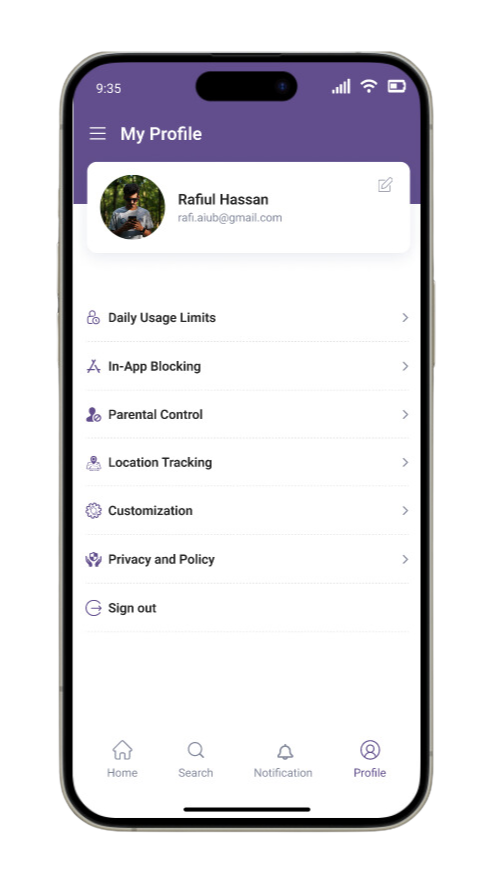 9:35
My Profile
Rafiul Hassan
rafi.aiub@gmail.com
Daily Usage Limits
In-App Blocking
Parental Control
Location Tracking
Customization
Privacy and Policy
Sign out
Home Search Notification Profile